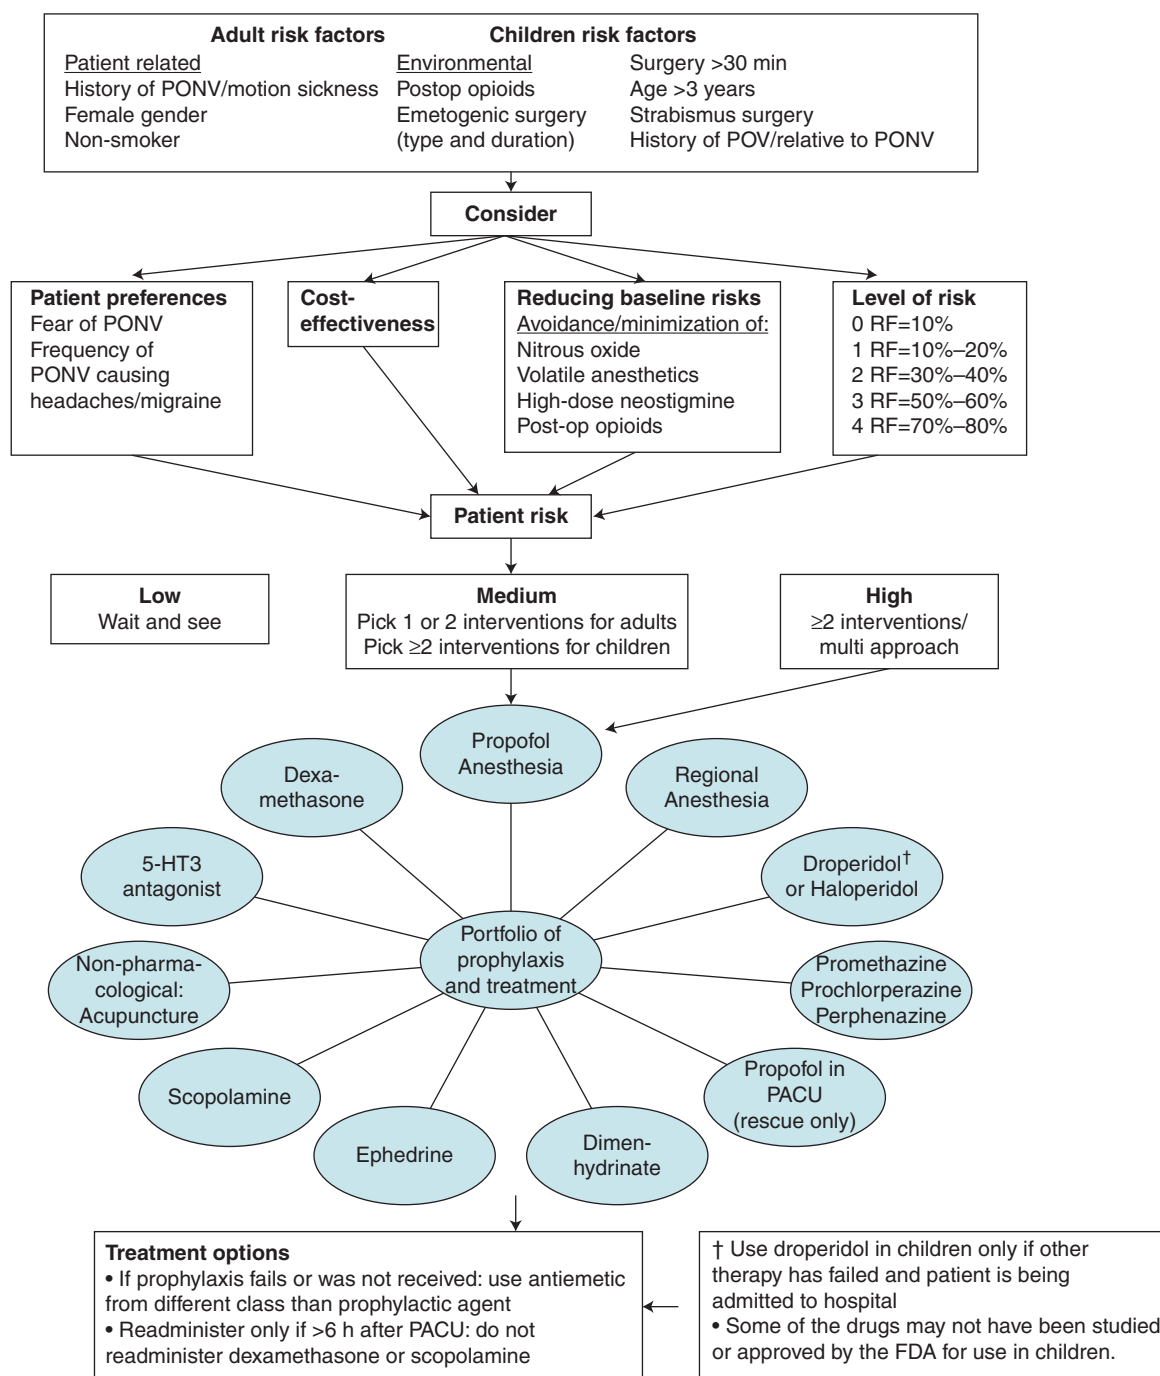 Adult risk factors
Children risk factors
Patient related
History of PONV/motion sickness
Female gender
Non-smoker
Environmental
Postop opioids
Emetogenic surgery
(type and duration)
Surgery >30 min
Age >3 years
Strabismus surgery
History of POV/relative to PONV
Consider
Patient preferences
Fear of PONV
Frequency of
PONV causing
headaches/migraine
Cost-
effectiveness
Reducing baseline risks
Avoidance/minimization of:
Nitrous oxide
Volatile anesthetics
High-dose neostigmine
Post-op opioids
Level of risk
0 RF=10%
1 RF=10%–20%
2 RF=30%–40%
3 RF=50%–60%
4 RF=70%–80%
Patient risk
Low
Wait and see
Medium
Pick 1 or 2 interventions for adults
Pick ≥2 interventions for children
High
≥2 interventions/
multi approach
Propofol
Anesthesia
Dexa-
methasone
Regional
Anesthesia
5-HT3
antagonist
Droperidol†
or Haloperidol
Portfolio of
prophylaxis
and treatment
Non-pharma-
cological:
Acupuncture
Promethazine
Prochlorperazine
Perphenazine
Scopolamine
Propofol in
PACU
(rescue only)
Ephedrine
Dimen-
hydrinate
Treatment options
• If prophylaxis fails or was not received: use antiemetic
from different class than prophylactic agent
• Readminister only if >6 h after PACU: do not
readminister dexamethasone or scopolamine
† Use droperidol in children only if other
therapy has failed and patient is being
admitted to hospital
• Some of the drugs may not have been studied
or approved by the FDA for use in children.